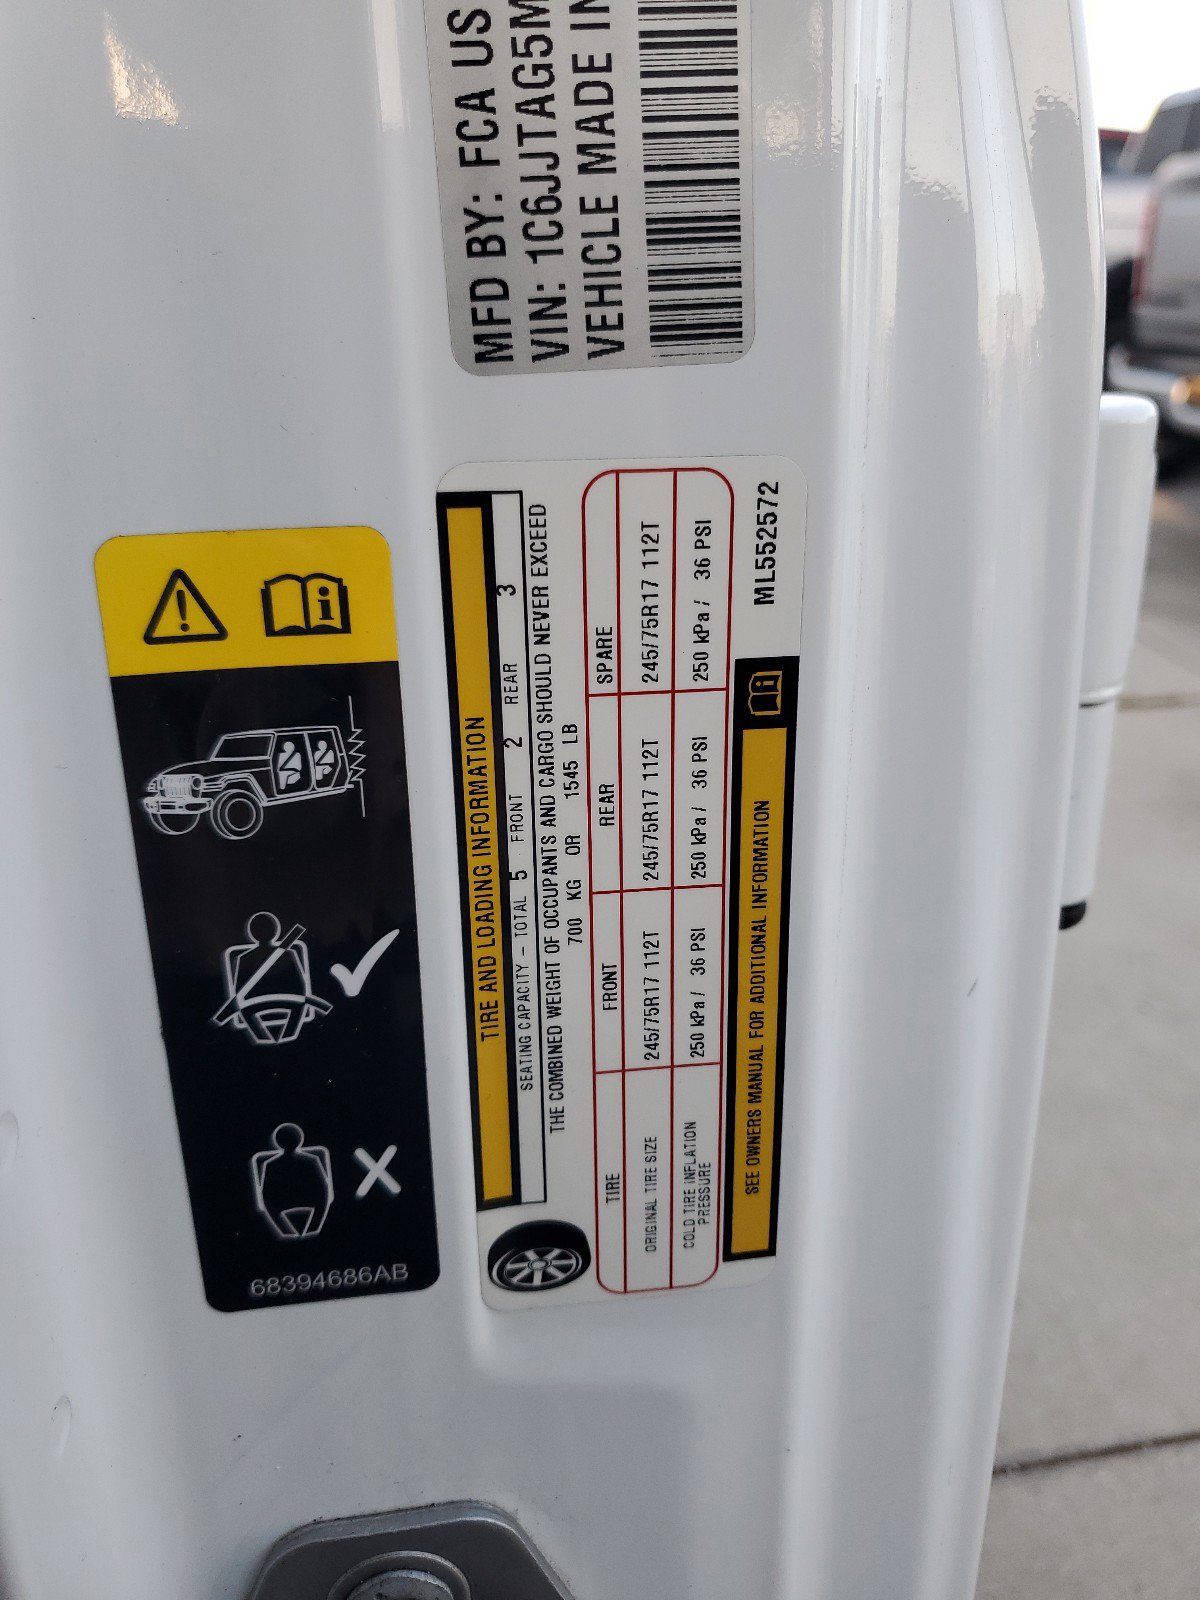 MFD BY: FCA US
VIN: 1C6JJTAG5M
VEHICLE MADE IN
TIRE AND LOADING INFORMATION
SEATING CAPACITY - TOTAL 5 FRONT 2 REAR 3
THE COMBINED WEIGHT OF OCCUPANTS AND CARGO SHOULD NEVER EXCEED
700 KG OR 1545 LB
TIRE FRONT REAR SPARE
ORIGINAL TIRE SIZE 245/75R17 112T 245/75R17 112T 245/75R17 112T
COLD TIRE INFLATION
PRESSURE 250 kPa / 36 PSI 250 kPa / 36 PSI 250 kPa / 36 PSI
SEE OWNERS MANUAL FOR ADDITIONAL INFORMATION
ML552572
68394686AB